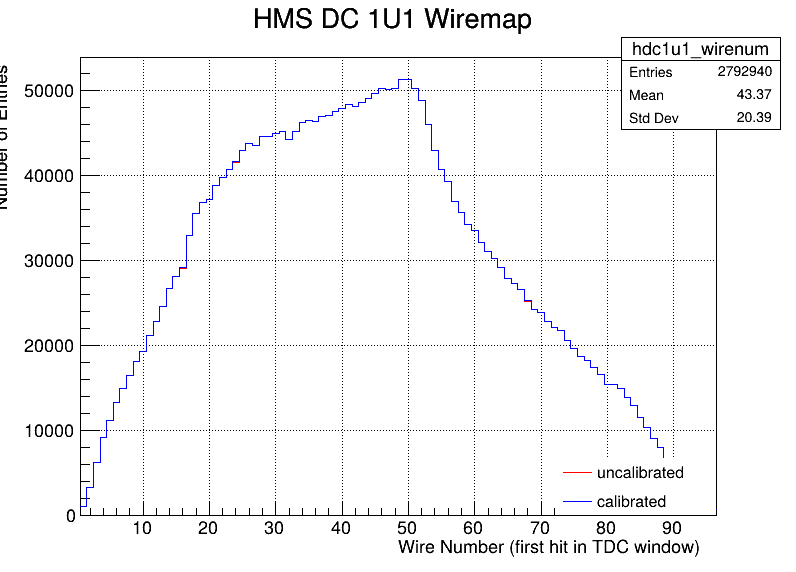 HMS DC 1U1 Wiremap
hdc1u1_wirenum
Entries 2792940
Mean 43.37
Std Dev 20.39
Number of Entries
50000
40000
30000
20000
10000
0
uncalibrated
calibrated
10 20 30 40 50 60 70 80 90
Wire Number (first hit in TDC window)